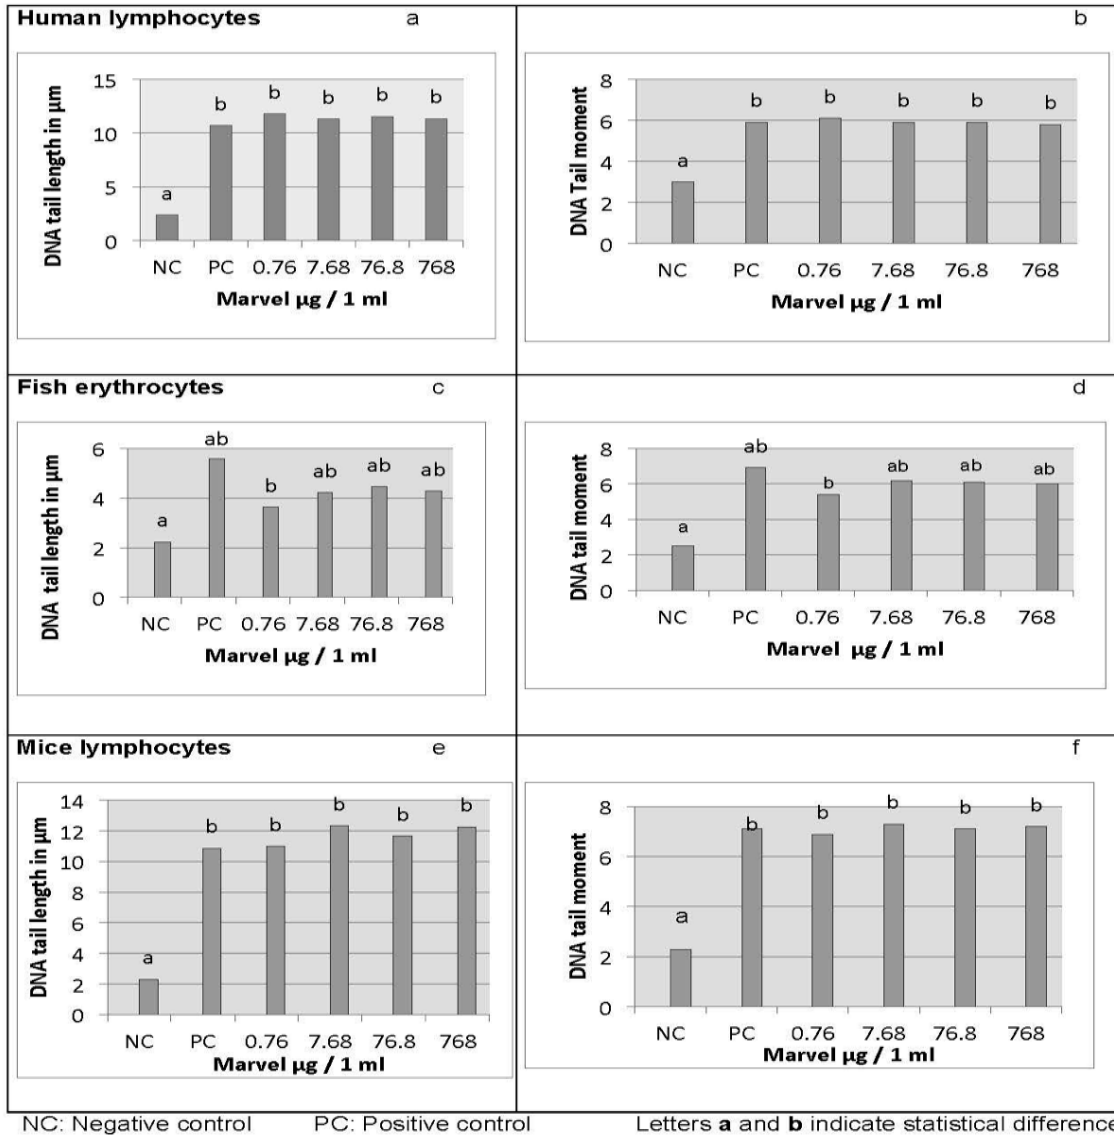 Human lymphocytes a
DNA tail length in µm
15
10
5
0
a b b b b b
NC PC 0.76 7.68 76.8 768
Marvel µg / 1 ml
b
DNA Tail moment
8
6
4
2
0
a b b b b b
NC PC 0.76 7.68 76.8 768
Marvel µg / 1 ml
Fish erythrocytes c
DNA tail length in µm
6
4
2
0
a ab b ab ab ab
NC PC 0.76 7.68 76.8 768
Marvel µg / 1 ml
d
DNA tail moment
8
6
4
2
0
a ab b ab ab ab
NC PC 0.76 7.68 76.8 768
Marvel µg / 1 ml
Mice lymphocytes e
DNA tail length in µm
14
12
10
8
6
4
2
0
a b b b b b
NC PC 0.76 7.68 76.8 768
Marvel µg / 1 ml
f
DNA tail moment
8
6
4
2
0
a b b b b b
NC PC 0.76 7.68 76.8 768
Marvel µg / 1 ml
NC: Negative control PC: Positive control Letters a and b indicate statistical difference